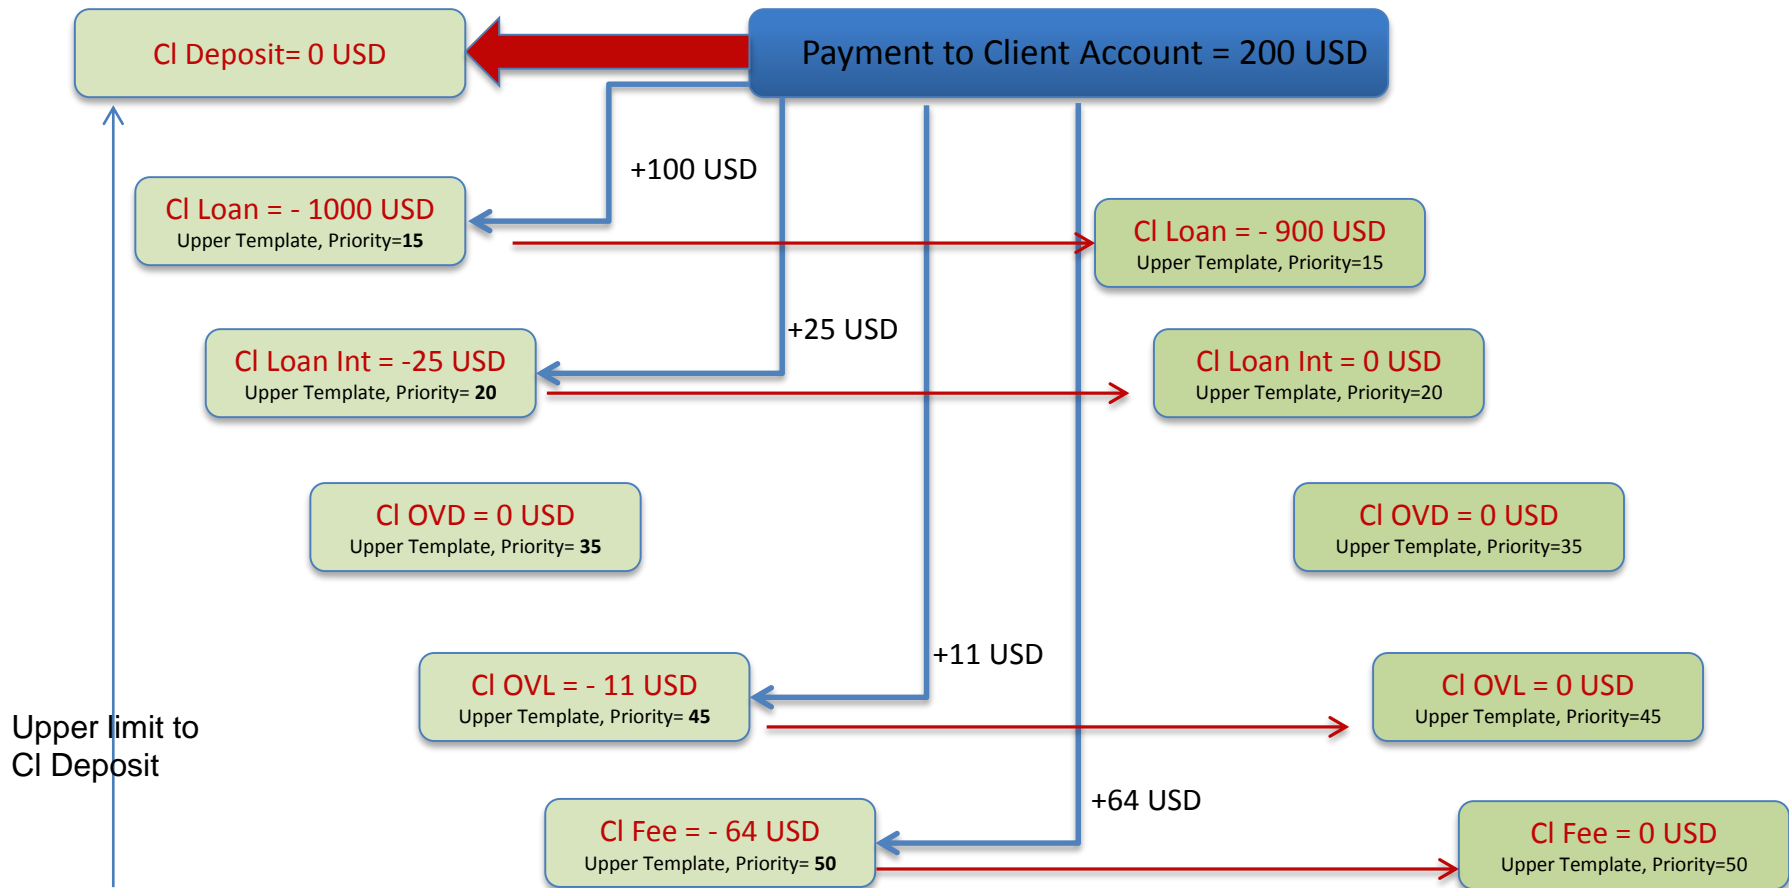 Cl Deposit= 0 USD
Payment to Client Account = 200 USD
+100 USD
Cl Loan = - 1000 USD
Upper Template, Priority=15
Cl Loan = - 900 USD
Upper Template, Priority=15
+25 USD
Cl Loan Int = -25 USD
Upper Template, Priority= 20
Cl Loan Int = 0 USD
Upper Template, Priority=20
Cl OVD = 0 USD
Upper Template, Priority= 35
Cl OVD = 0 USD
Upper Template, Priority=35
+11 USD
Cl OVL = - 11 USD
Upper Template, Priority= 45
Cl OVL = 0 USD
Upper Template, Priority=45
Upper limit to
Cl Deposit
+64 USD
Cl Fee = - 64 USD
Upper Template, Priority= 50
Cl Fee = 0 USD
Upper Template, Priority=50